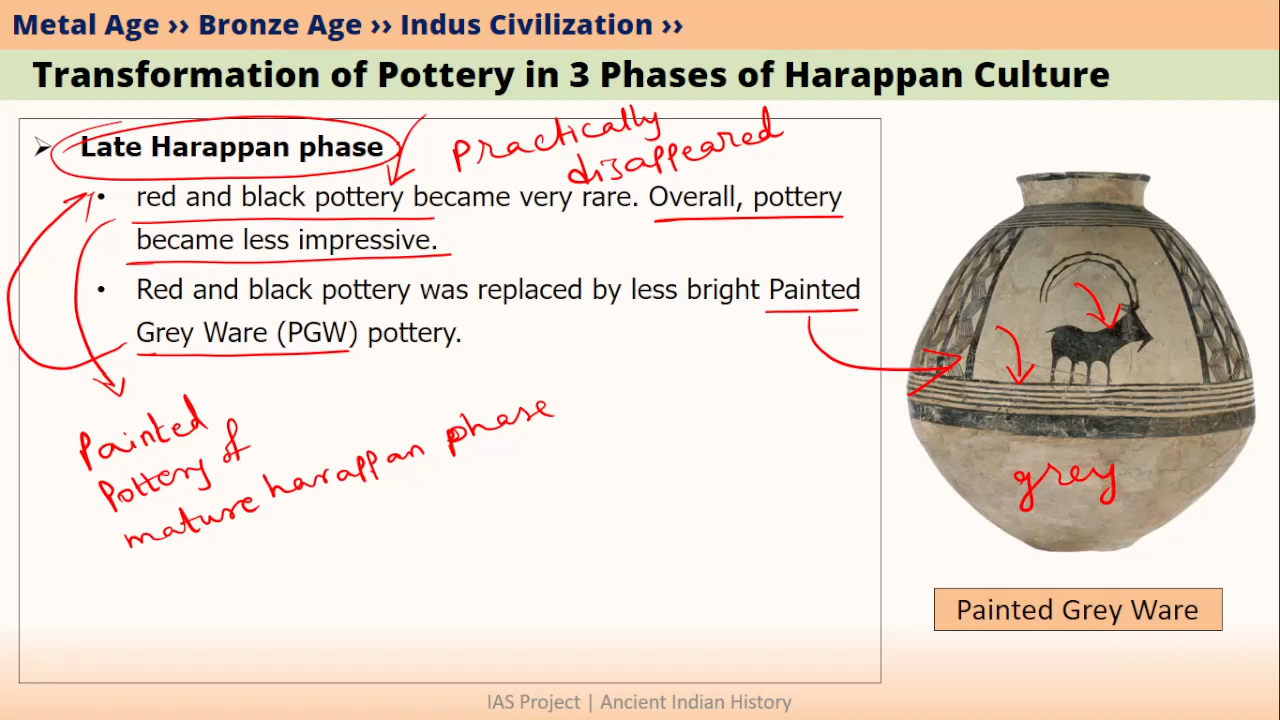 Metal Age ›› Bronze Age ›› Indus Civilization ››
Transformation of Pottery in 3 Phases of Harappan Culture
Late Harappan phase
Practically
disappeared
• red and black pottery became very rare. Overall, pottery
became less impressive.
• Red and black pottery was replaced by less bright Painted
Grey Ware (PGW) pottery.
Painted
Pottery of
mature harappan phase
grey
Painted Grey Ware
IAS Project | Ancient Indian History